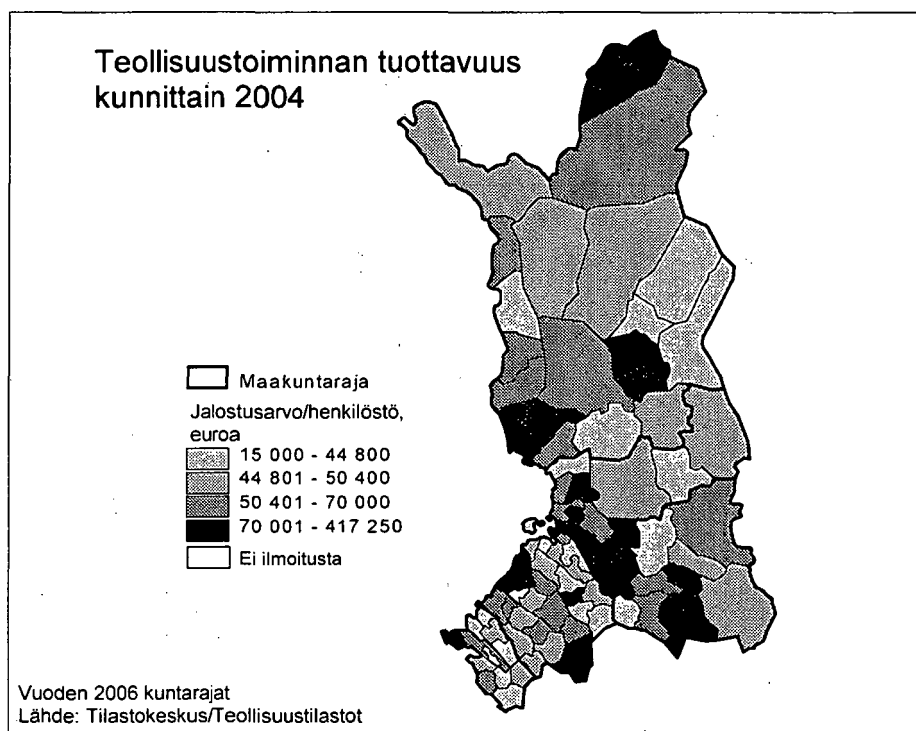 Teollisuustoiminnan tuottavuus
kunnittain 2004
Maakuntaraja
Jalostusarvo/henkilöstö,
euroa
15 000 - 44 800
44 801 - 50 400
50 401 - 70 000
70 001 - 417 250
Ei ilmoitusta
Vuoden 2006 kuntarajat
Lähde: Tilastokeskus/Teollisuustilastot